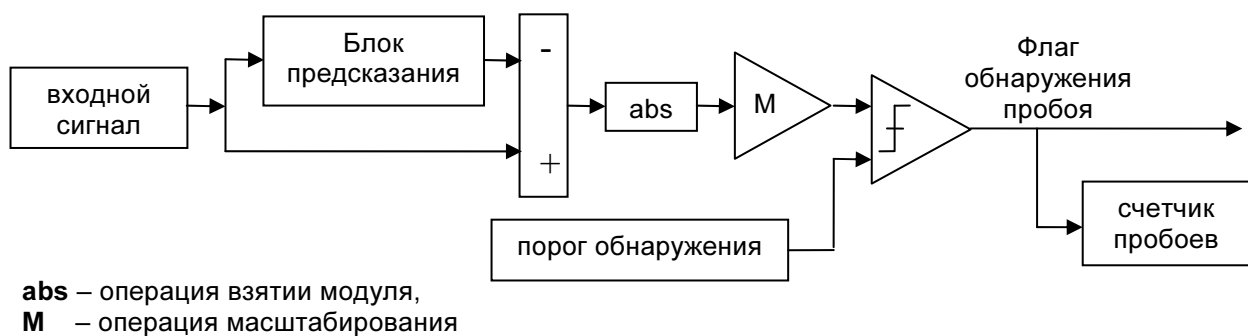 входной
сигнал
Блок
предсказания
-
+
abs
M
порог обнаружения
Флаг
обнаружения
пробоя
счетчик
пробоев
abs – операция взятии модуля,
M – операция масштабирования